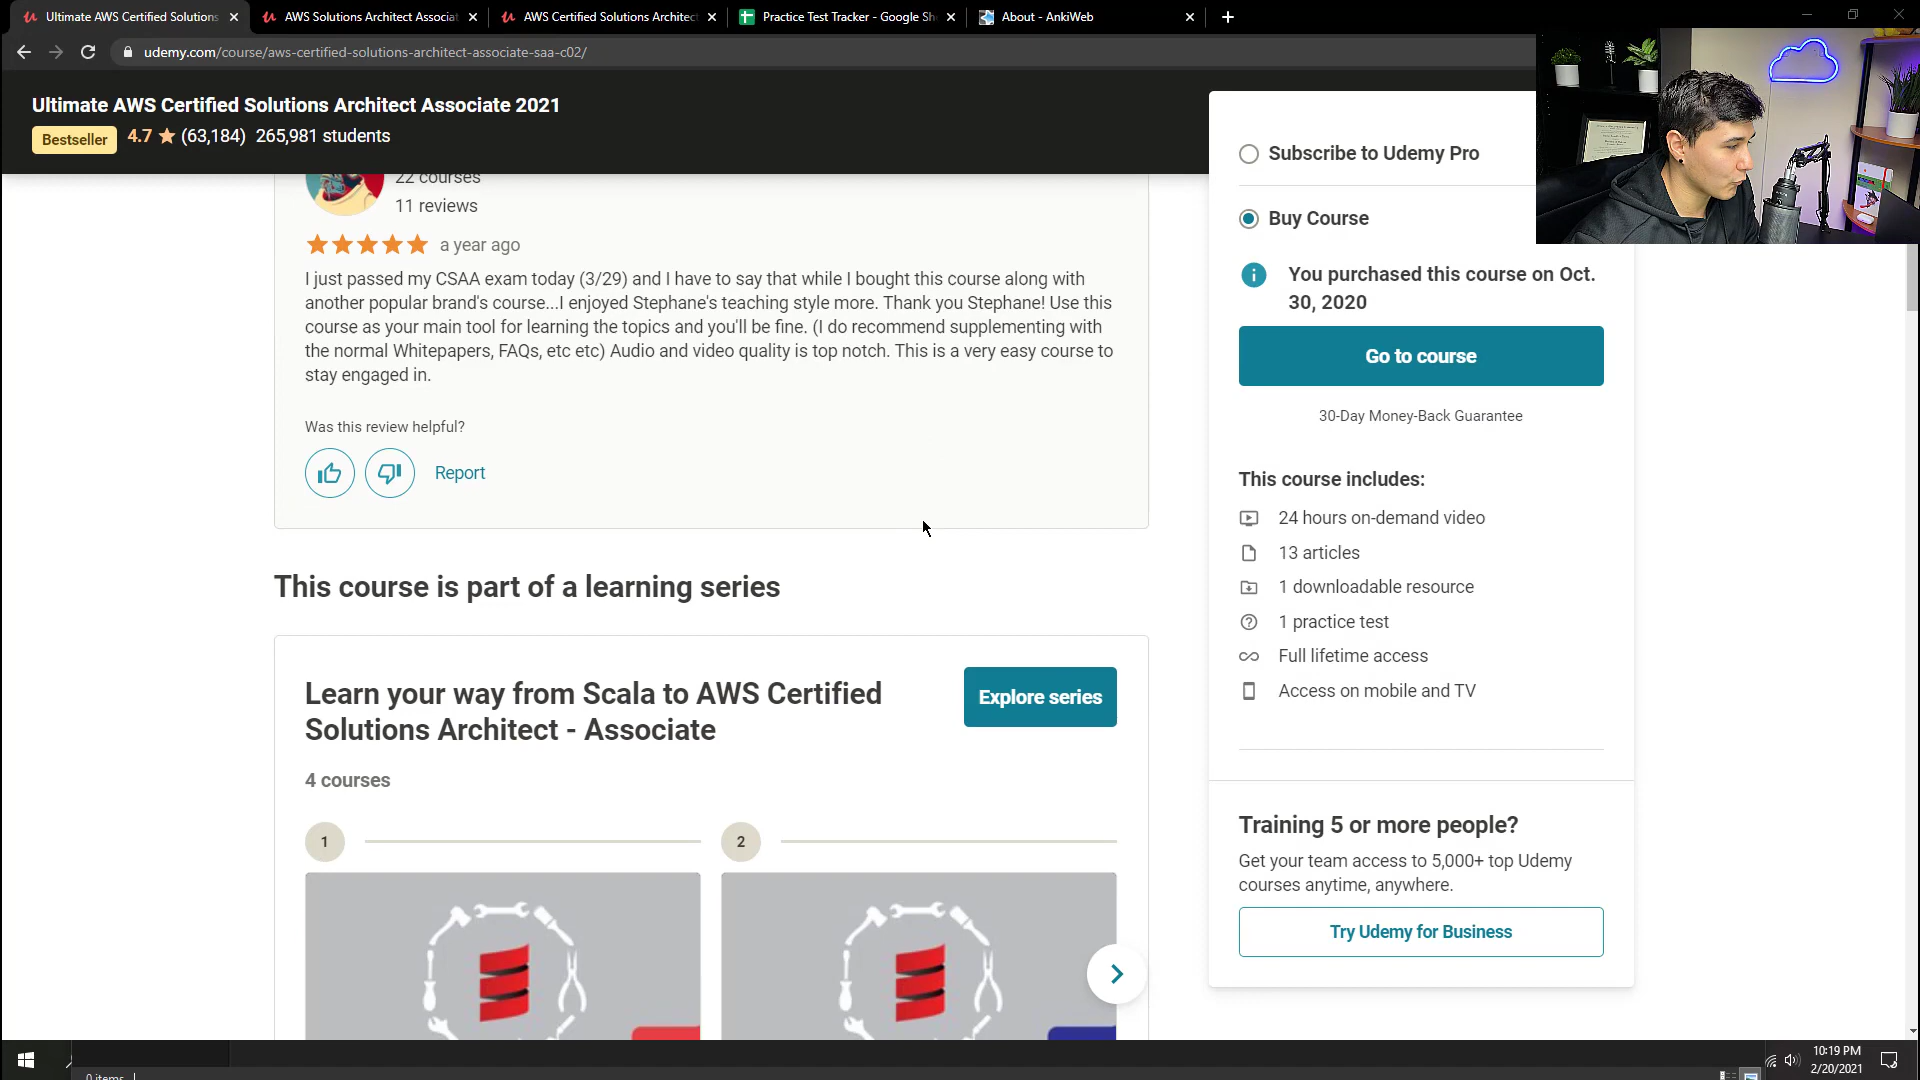 Ultimate AWS Certified Solutions
AWS Solutions Architect Associat
AWS Certified Solutions Architect
Practice Test Tracker - Google Sh
About - AnkiWeb
udemy.com/course/aws-certified-solutions-architect-associate-saa-c02/
Ultimate AWS Certified Solutions Architect Associate 2021
Bestseller 4.7 (63,184) 265,981 students
22 courses
11 reviews
a year ago
I just passed my CSAA exam today (3/29) and I have to say that while I bought this course along with
another popular brand's course...I enjoyed Stephane's teaching style more. Thank you Stephane! Use this
course as your main tool for learning the topics and you'll be fine. (I do recommend supplementing with
the normal Whitepapers, FAQs, etc etc) Audio and video quality is top notch. This is a very easy course to
stay engaged in.
Was this review helpful?
Report
This course is part of a learning series
Learn your way from Scala to AWS Certified
Solutions Architect - Associate
Explore series
4 courses
1
2
Subscribe to Udemy Pro
Buy Course
You purchased this course on Oct.
30, 2020
Go to course
30-Day Money-Back Guarantee
This course includes:
24 hours on-demand video
13 articles
1 downloadable resource
1 practice test
Full lifetime access
Access on mobile and TV
Training 5 or more people?
Get your team access to 5,000+ top Udemy
courses anytime, anywhere.
Try Udemy for Business
0 items
10:19 PM
2/20/2021